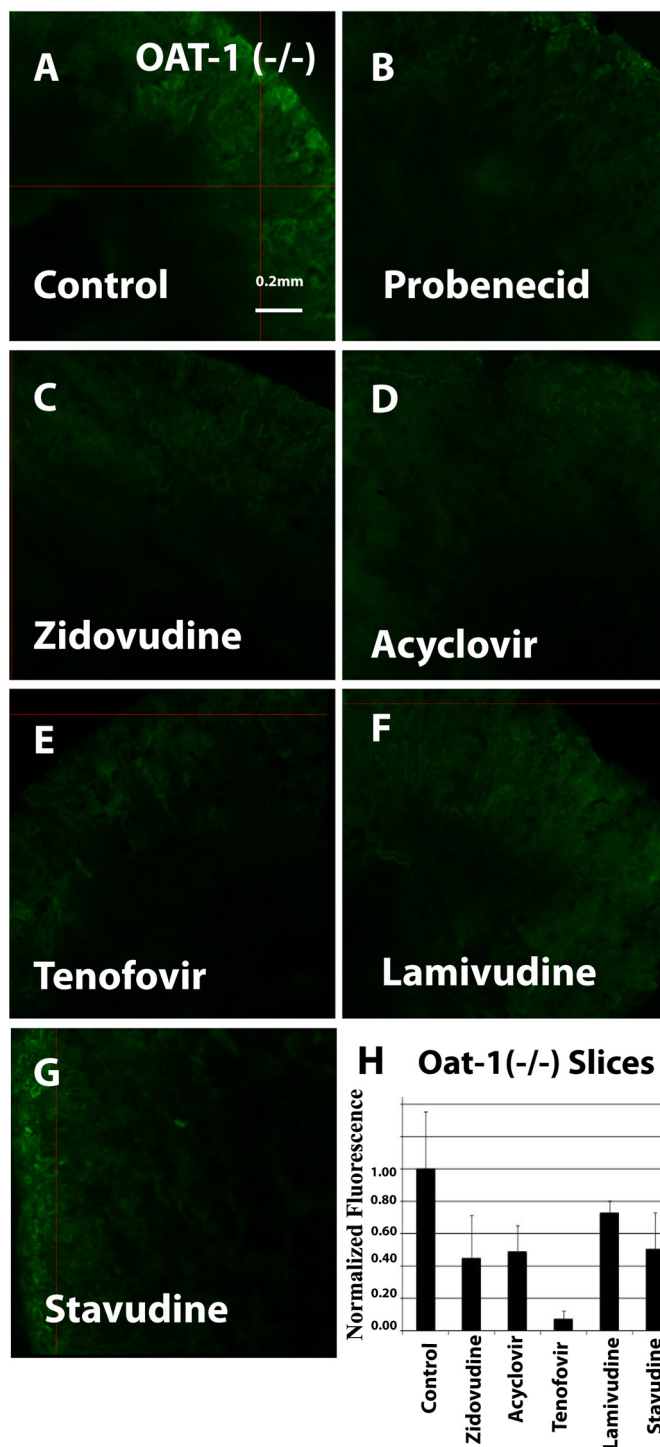 A OAT-1 (-/-)
Control
0.2mm
B
Probenecid
C
Zidovudine
D
Acyclovir
E
Tenofovir
F
Lamivudine
G
Stavudine
H Oat-1(-/-) Slices
Normalized Fluorescence
1.00
0.80
0.60
0.40
0.20
0.00
Control
Zidovudine
Acyclovir
Tenofovir
Lamivudine
Stavudine